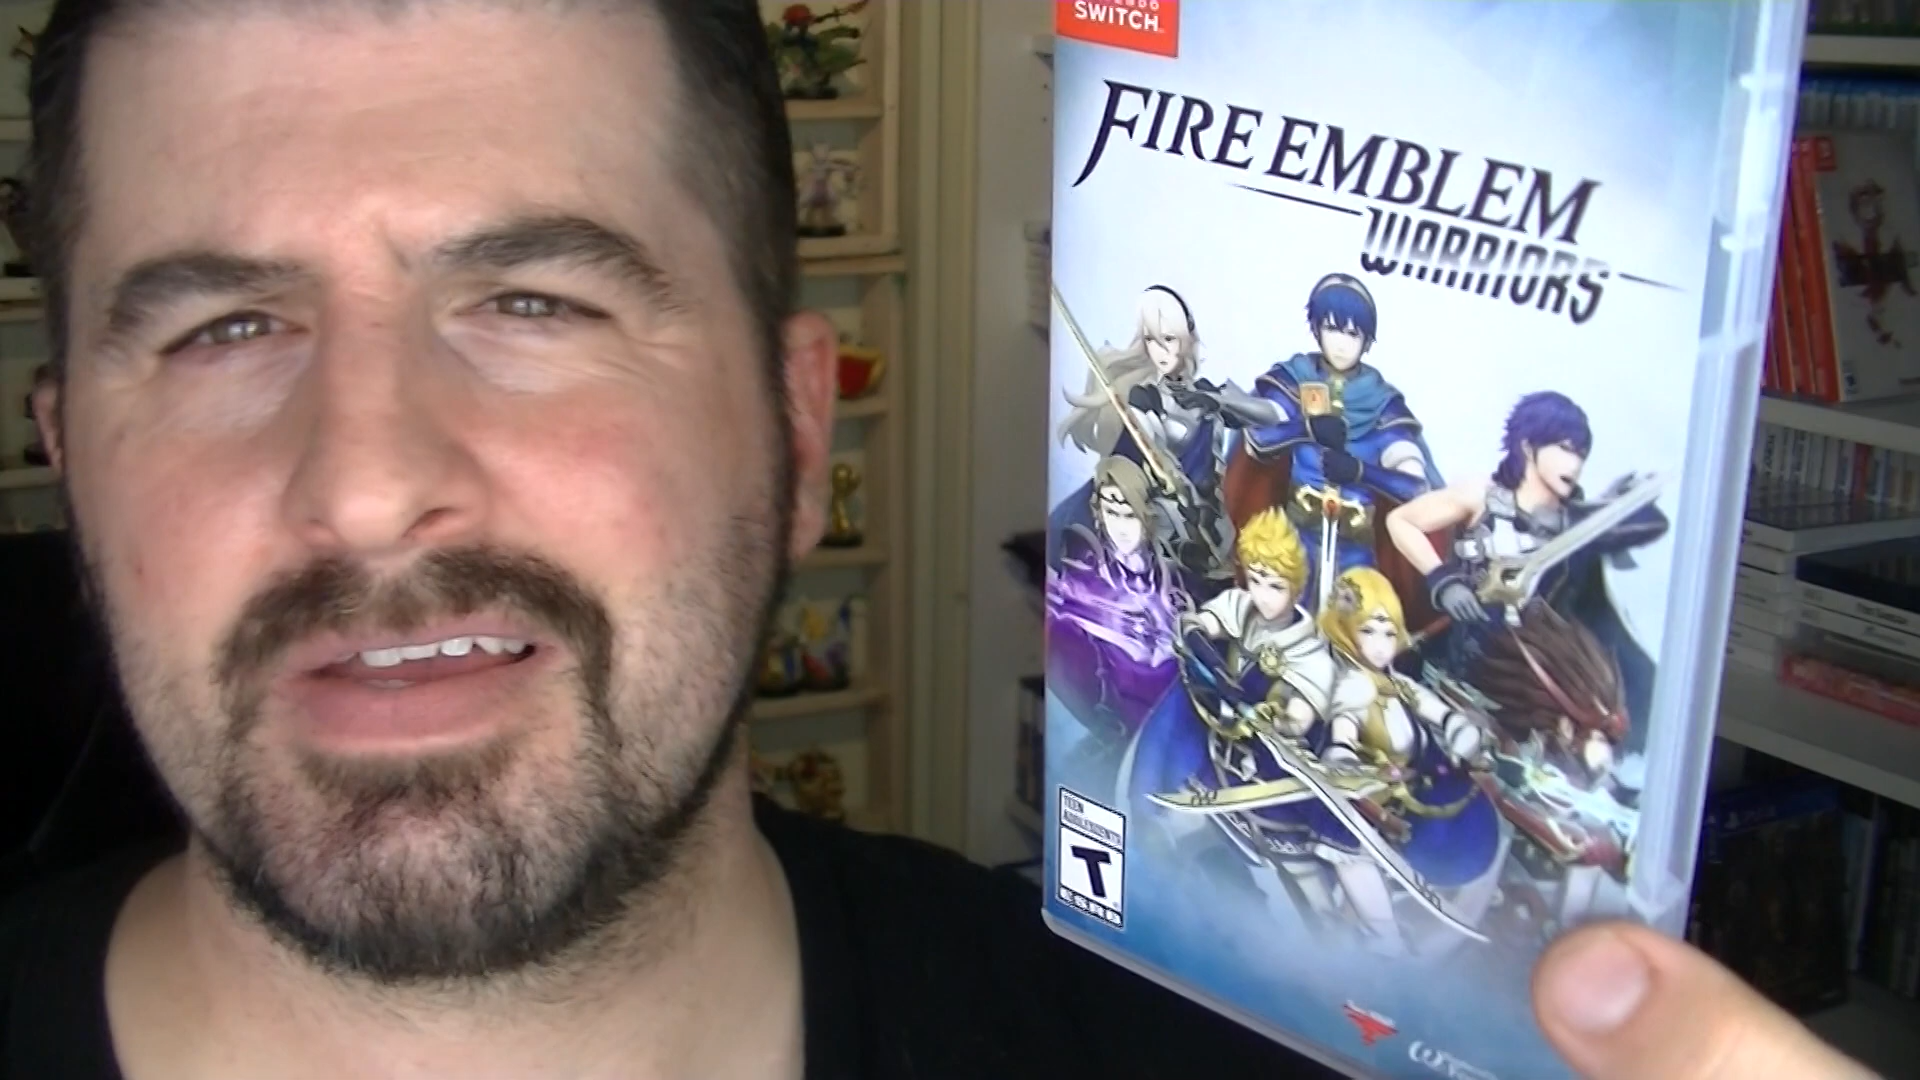 SWITCH
FIRE EMBLEM
WARRIORS
TEEN
T
ESRB